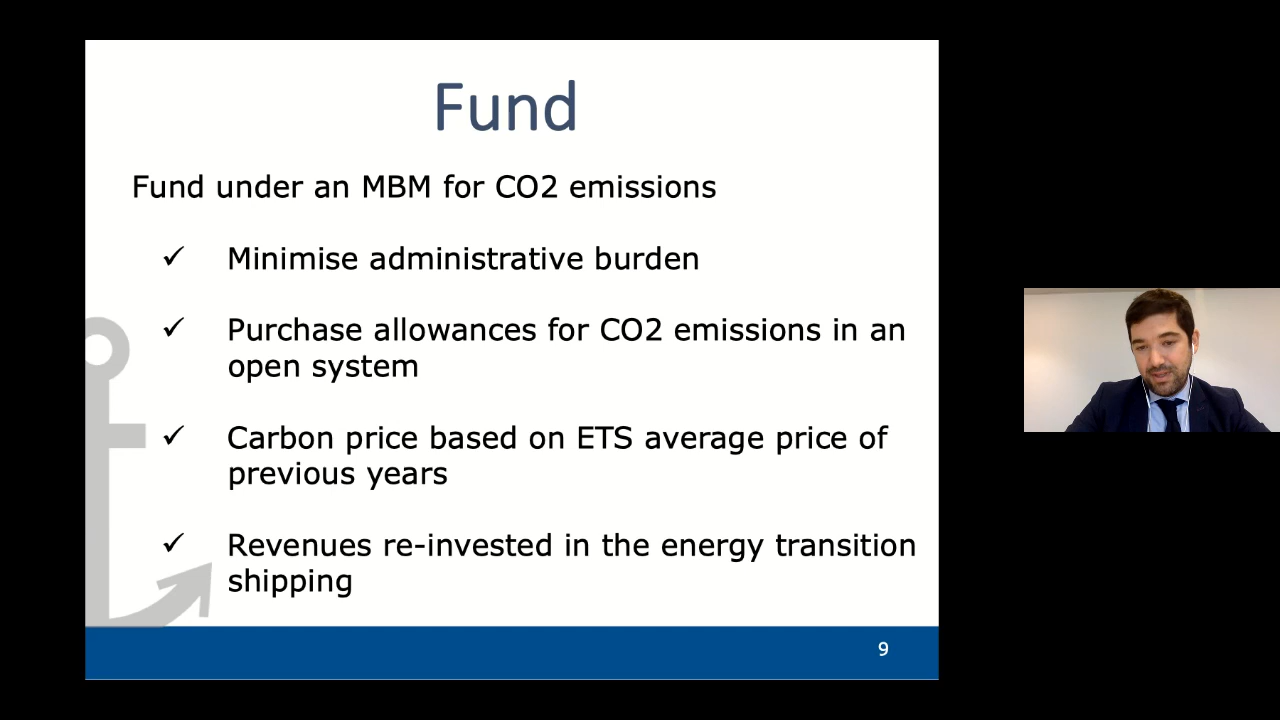 Fund
Fund under an MBM for CO2 emissions
✓ Minimise administrative burden
✓ Purchase allowances for CO2 emissions in an
open system
✓ Carbon price based on ETS average price of
previous years
✓ Revenues re-invested in the energy transition
shipping
9